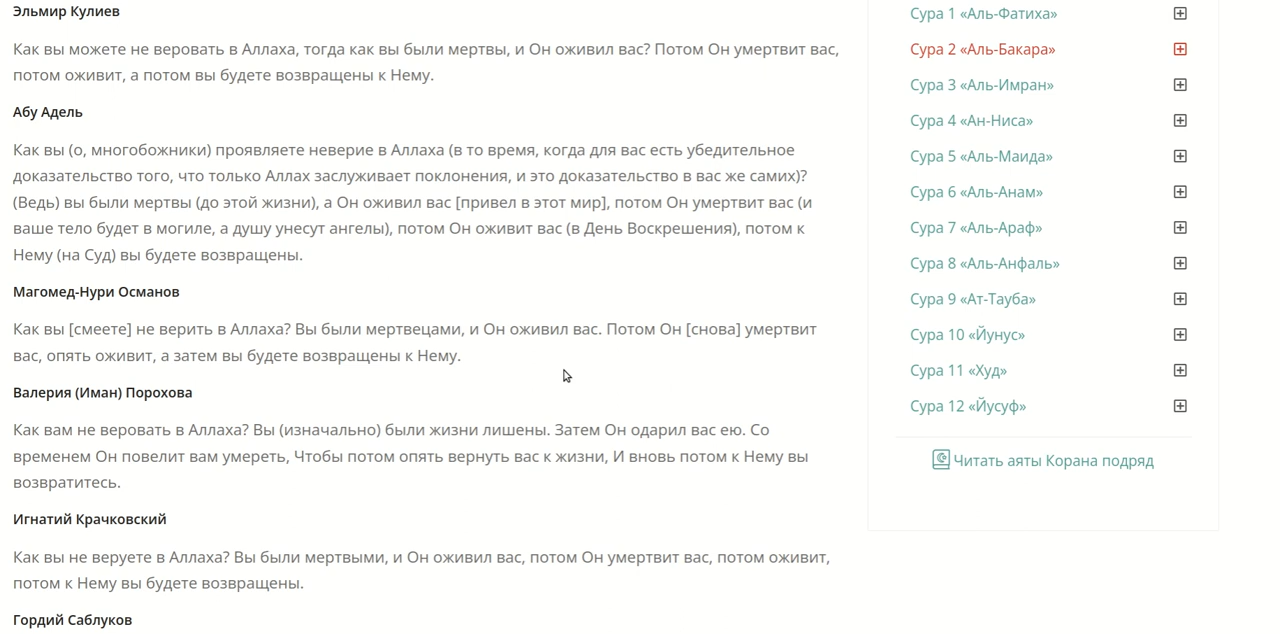 Эльмир Кулиев
Как вы можете не веровать в Аллаха, тогда как вы были мертвы, и Он оживил вас? Потом Он умертвит вас,
потом оживит, а потом вы будете возвращены к Нему.
Абу Адель
Как вы (о, многобожники) проявляете неверие в Аллаха (в то время, когда для вас есть убедительное
доказательство того, что только Аллах заслуживает поклонения, и это доказательство в вас же самих)?
(Ведь) вы были мертвы (до этой жизни), а Он оживил вас [привел в этот мир], потом Он умертвит вас (и
ваше тело будет в могиле, а душу унесут ангелы), потом Он оживит вас (в День Воскрешения), потом к
Нему (на Суд) вы будете возвращены.
Магомед-Нури Османов
Как вы [смеете] не верить в Аллаха? Вы были мертвецами, и Он оживил вас. Потом Он [снова] умертвит
вас, опять оживит, а затем вы будете возвращены к Нему.
Валерия (Иман) Порохова
Как вам не веровать в Аллаха? Вы (изначально) были жизни лишены. Затем Он одарил вас ею. Со
временем Он повелит вам умереть, Чтобы потом опять вернуть вас к жизни, И вновь потом к Нему вы
возвратитесь.
Игнатий Крачковский
Как вы не веруете в Аллаха? Вы были мертвыми, и Он оживил вас, потом Он умертвит вас, потом оживит,
потом к Нему вы будете возвращены.
Гордий Саблуков
Сура 1 «Аль-Фатиха»
Сура 2 «Аль-Бакара»
Сура 3 «Аль-Имран»
Сура 4 «Ан-Ниса»
Сура 5 «Аль-Маида»
Сура 6 «Аль-Анам»
Сура 7 «Аль-Араф»
Сура 8 «Аль-Анфаль»
Сура 9 «Ат-Тауба»
Сура 10 «Йунус»
Сура 11 «Худ»
Сура 12 «Йусуф»
Читать аяты Корана подряд